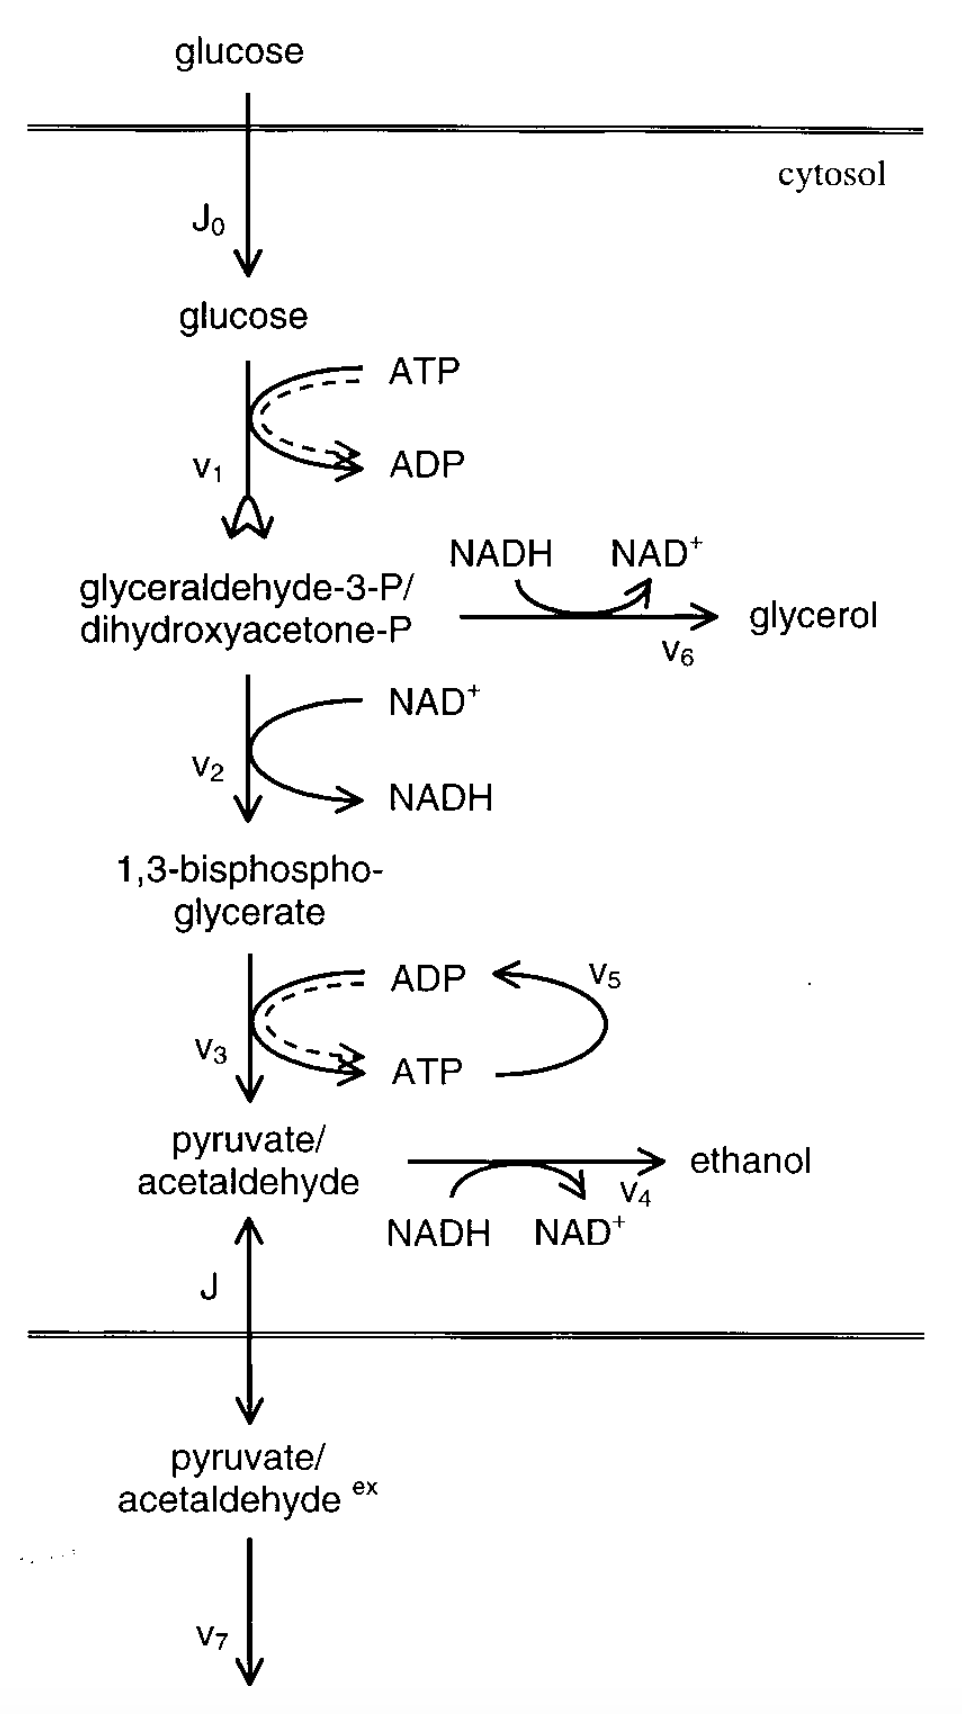 glucose
cytosol
J₀
glucose
ATP
v₁
ADP
NADH NAD⁺
glyceraldehyde-3-P/
dihydroxyacetone-P
glycerol
v₆
NAD⁺
v₂
NADH
1,3-bisphospho-
glycerate
ADP
v₅
v₃
ATP
pyruvate/
acetaldehyde
ethanol
v₄
NADH NAD⁺
J
pyruvate/
acetaldehyde ᵉˣ
v₇